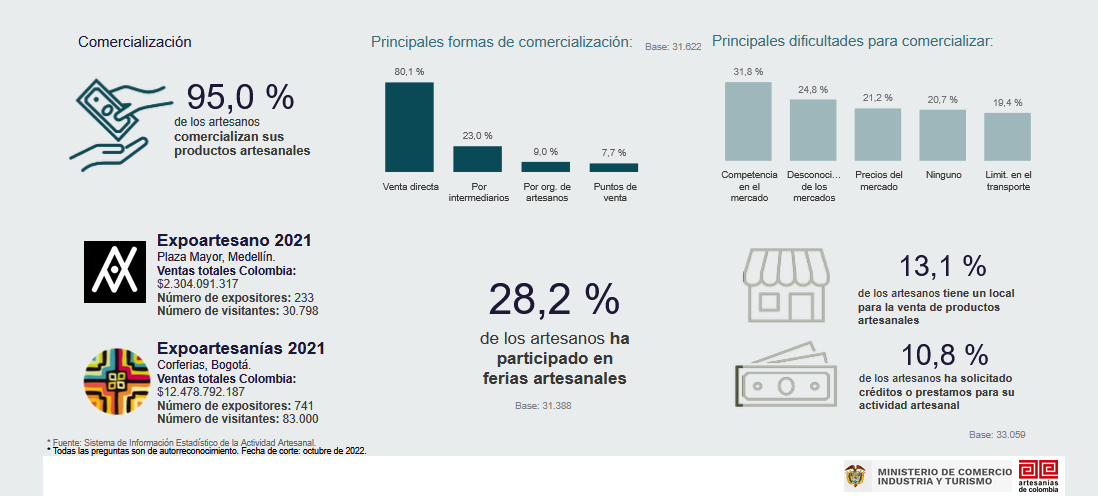 Comercialización
95,0 %
de los artesanos
comercializan sus
productos artesanales
Principales formas de comercialización:
Base: 31.622
80,1 %
23,0 %
9,0 %
7,7 %
Venta directa
Por
intermediarios
Por org. de
artesanos
Puntos de
venta
Principales dificultades para comercializar:
31,8 %
24,8 %
21,2 %
20,7 %
19,4 %
Competencia
en el
mercado
Desconoci...
de los
mercados
Precios del
mercado
Ninguno
Limit. en el
transporte
Expoartesano 2021
Plaza Mayor, Medellín.
Ventas totales Colombia:
$2.304.091.317
Número de expositores: 233
Número de visitantes: 30.798
Expoartesanías 2021
Corferias, Bogotá.
Ventas totales Colombia:
$12.478.792.187
Número de expositores: 741
Número de visitantes: 83.000
28,2 %
de los artesanos ha
participado en
ferias artesanales
Base: 31.388
13,1 %
de los artesanos tiene un local
para la venta de productos
artesanales
10,8 %
de los artesanos ha solicitado
créditos o prestamos para su
actividad artesanal
Base: 33.059
* Fuente: Sistema de Información Estadístico de la Actividad Artesanal.
* Todas las preguntas son de autorreconocimiento. Fecha de corte: octubre de 2022.
MINISTERIO DE COMERCIO
INDUSTRIA Y TURISMO
artesanías
de colombia